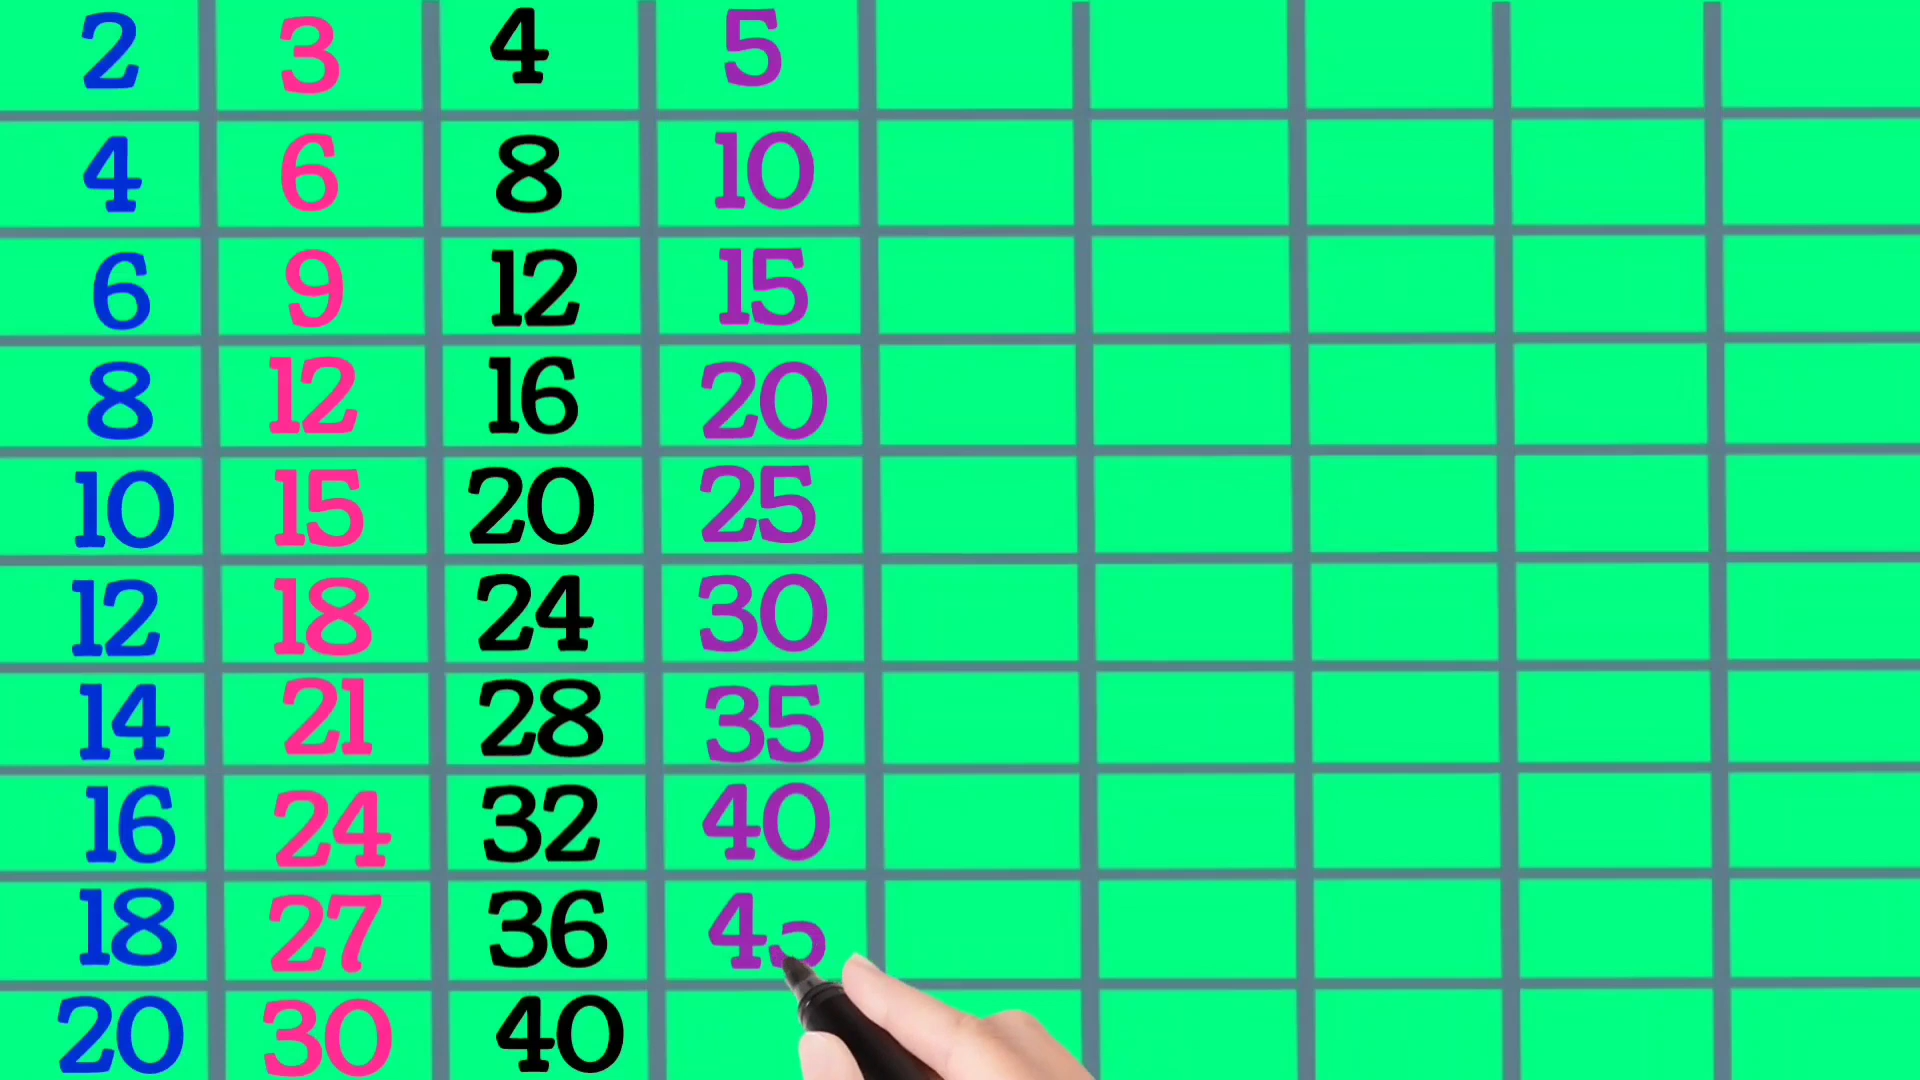 2 3 4 5
4 6 8 10
6 9 12 15
8 12 16 20
10 15 20 25
12 18 24 30
14 21 28 35
16 24 32 40
18 27 36 4
20 30 40